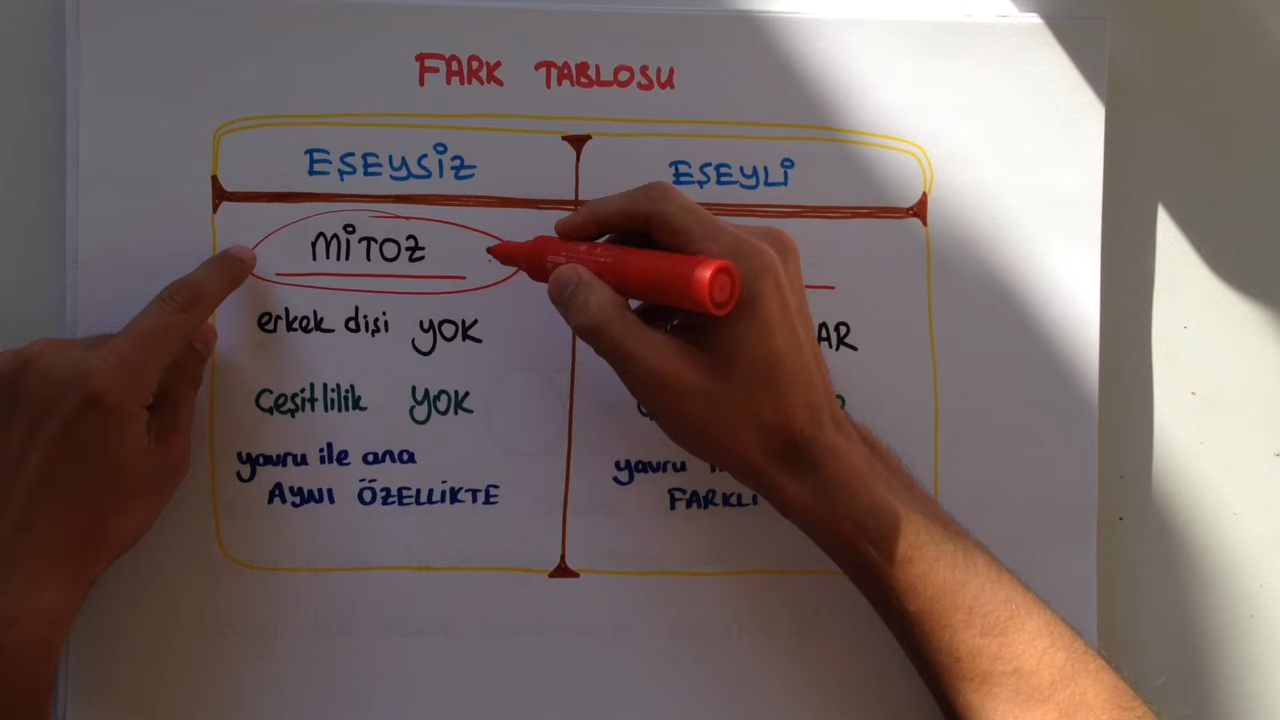 FARK TABLOSU
EŞEYSİZ
EŞEYLİ
MİTOZ
erkek dişi YOK
Çeşitlilik YOK
yavru ile ana
AYNI ÖZELLİKTE
yavru
FARKLI